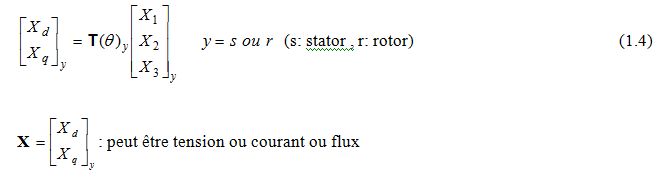 [X_d X_q]_y = T(θ)_y [X_1 X_2 X_3]_y y = s ou r (s: stator , r: rotor) (1.4)
X = [X_d X_q]_y : peut être tension ou courant ou flux